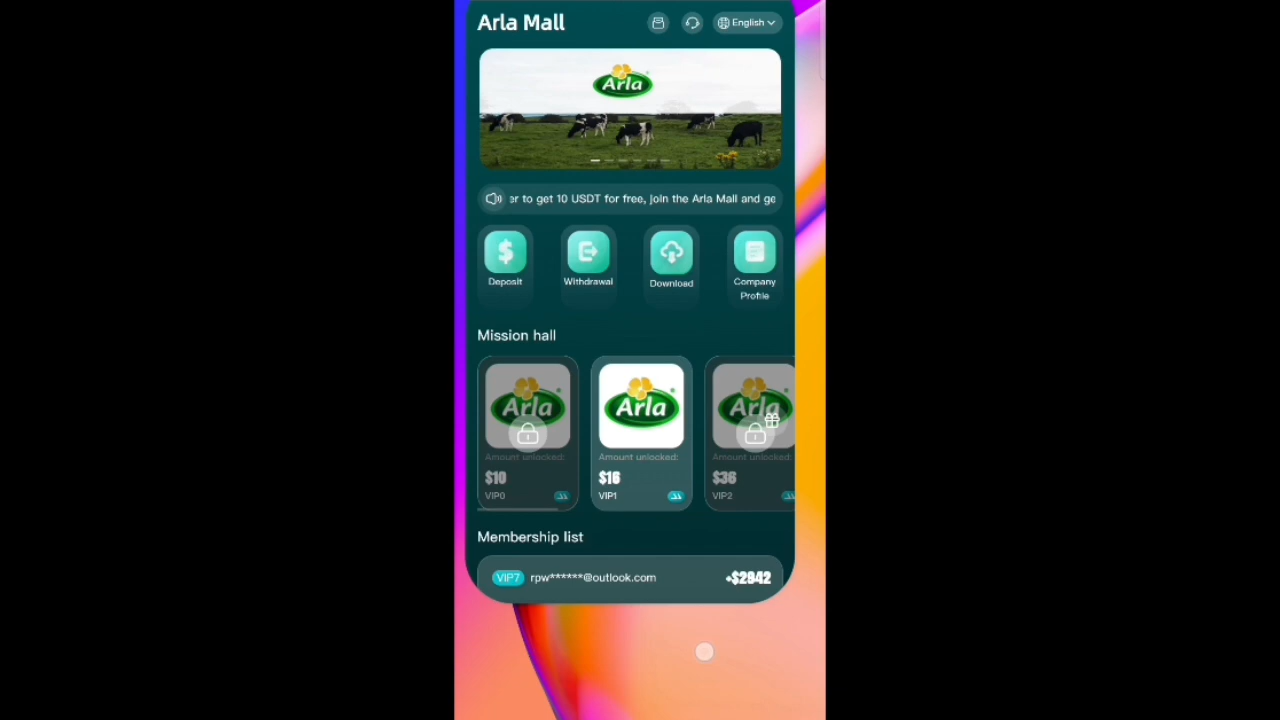 Arla Mall
English
Arla
er to get 10 USDT for free, join the Arla Mall and ge
Deposit
Withdrawal
Download
Company
Profile
Mission hall
Arla
Arla
Arla
Amount unlocked:
Amount unlocked:
Amount unlocked:
$10
$16
$36
VIP0
VIP1
VIP2
Membership list
VIP7 rpw******@outlook.com +$2842